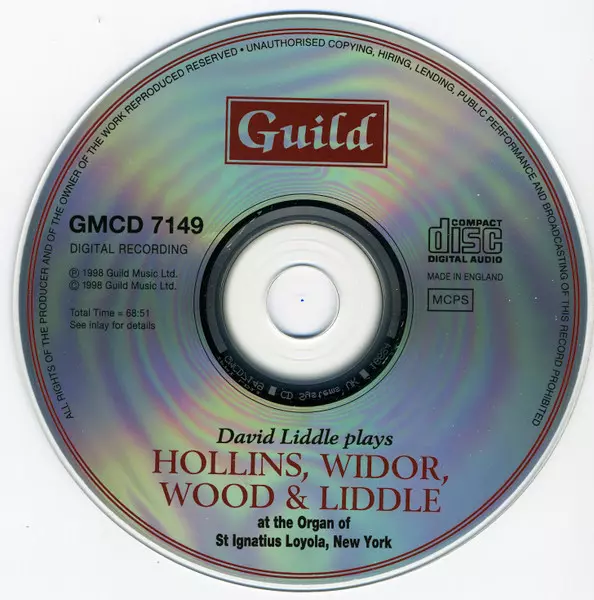 ALL RIGHTS OF THE PRODUCER AND OF THE OWNER OF THE WORK REPRODUCED RESERVED • UNAUTHORISED COPYING, HIRING, LENDING, PUBLIC PERFORMANCE AND BROADCASTING OF THIS RECORD PROHIBITED
Guild
GMCD 7149
DIGITAL RECORDING
℗ 1998 Guild Music Ltd.
© 1998 Guild Music Ltd.
Total Time = 68:51
See inlay for details
COMPACT
disc
DIGITAL AUDIO
MADE IN ENGLAND
MCPS
David Liddle plays
HOLLINS, WIDOR,
WOOD & LIDDLE
at the Organ of
St Ignatius Loyola, New York